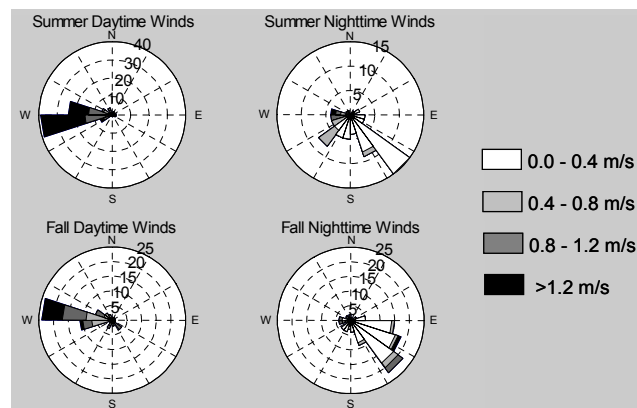 Summer Daytime Winds
N
40
30
20
10
W
E
S
Summer Nighttime Winds
N
15
10
5
W
E
S
0.0 - 0.4 m/s
0.4 - 0.8 m/s
0.8 - 1.2 m/s
>1.2 m/s
Fall Daytime Winds
N
25
20
15
10
5
W
E
S
Fall Nighttime Winds
N
25
20
15
10
5
W
E
S